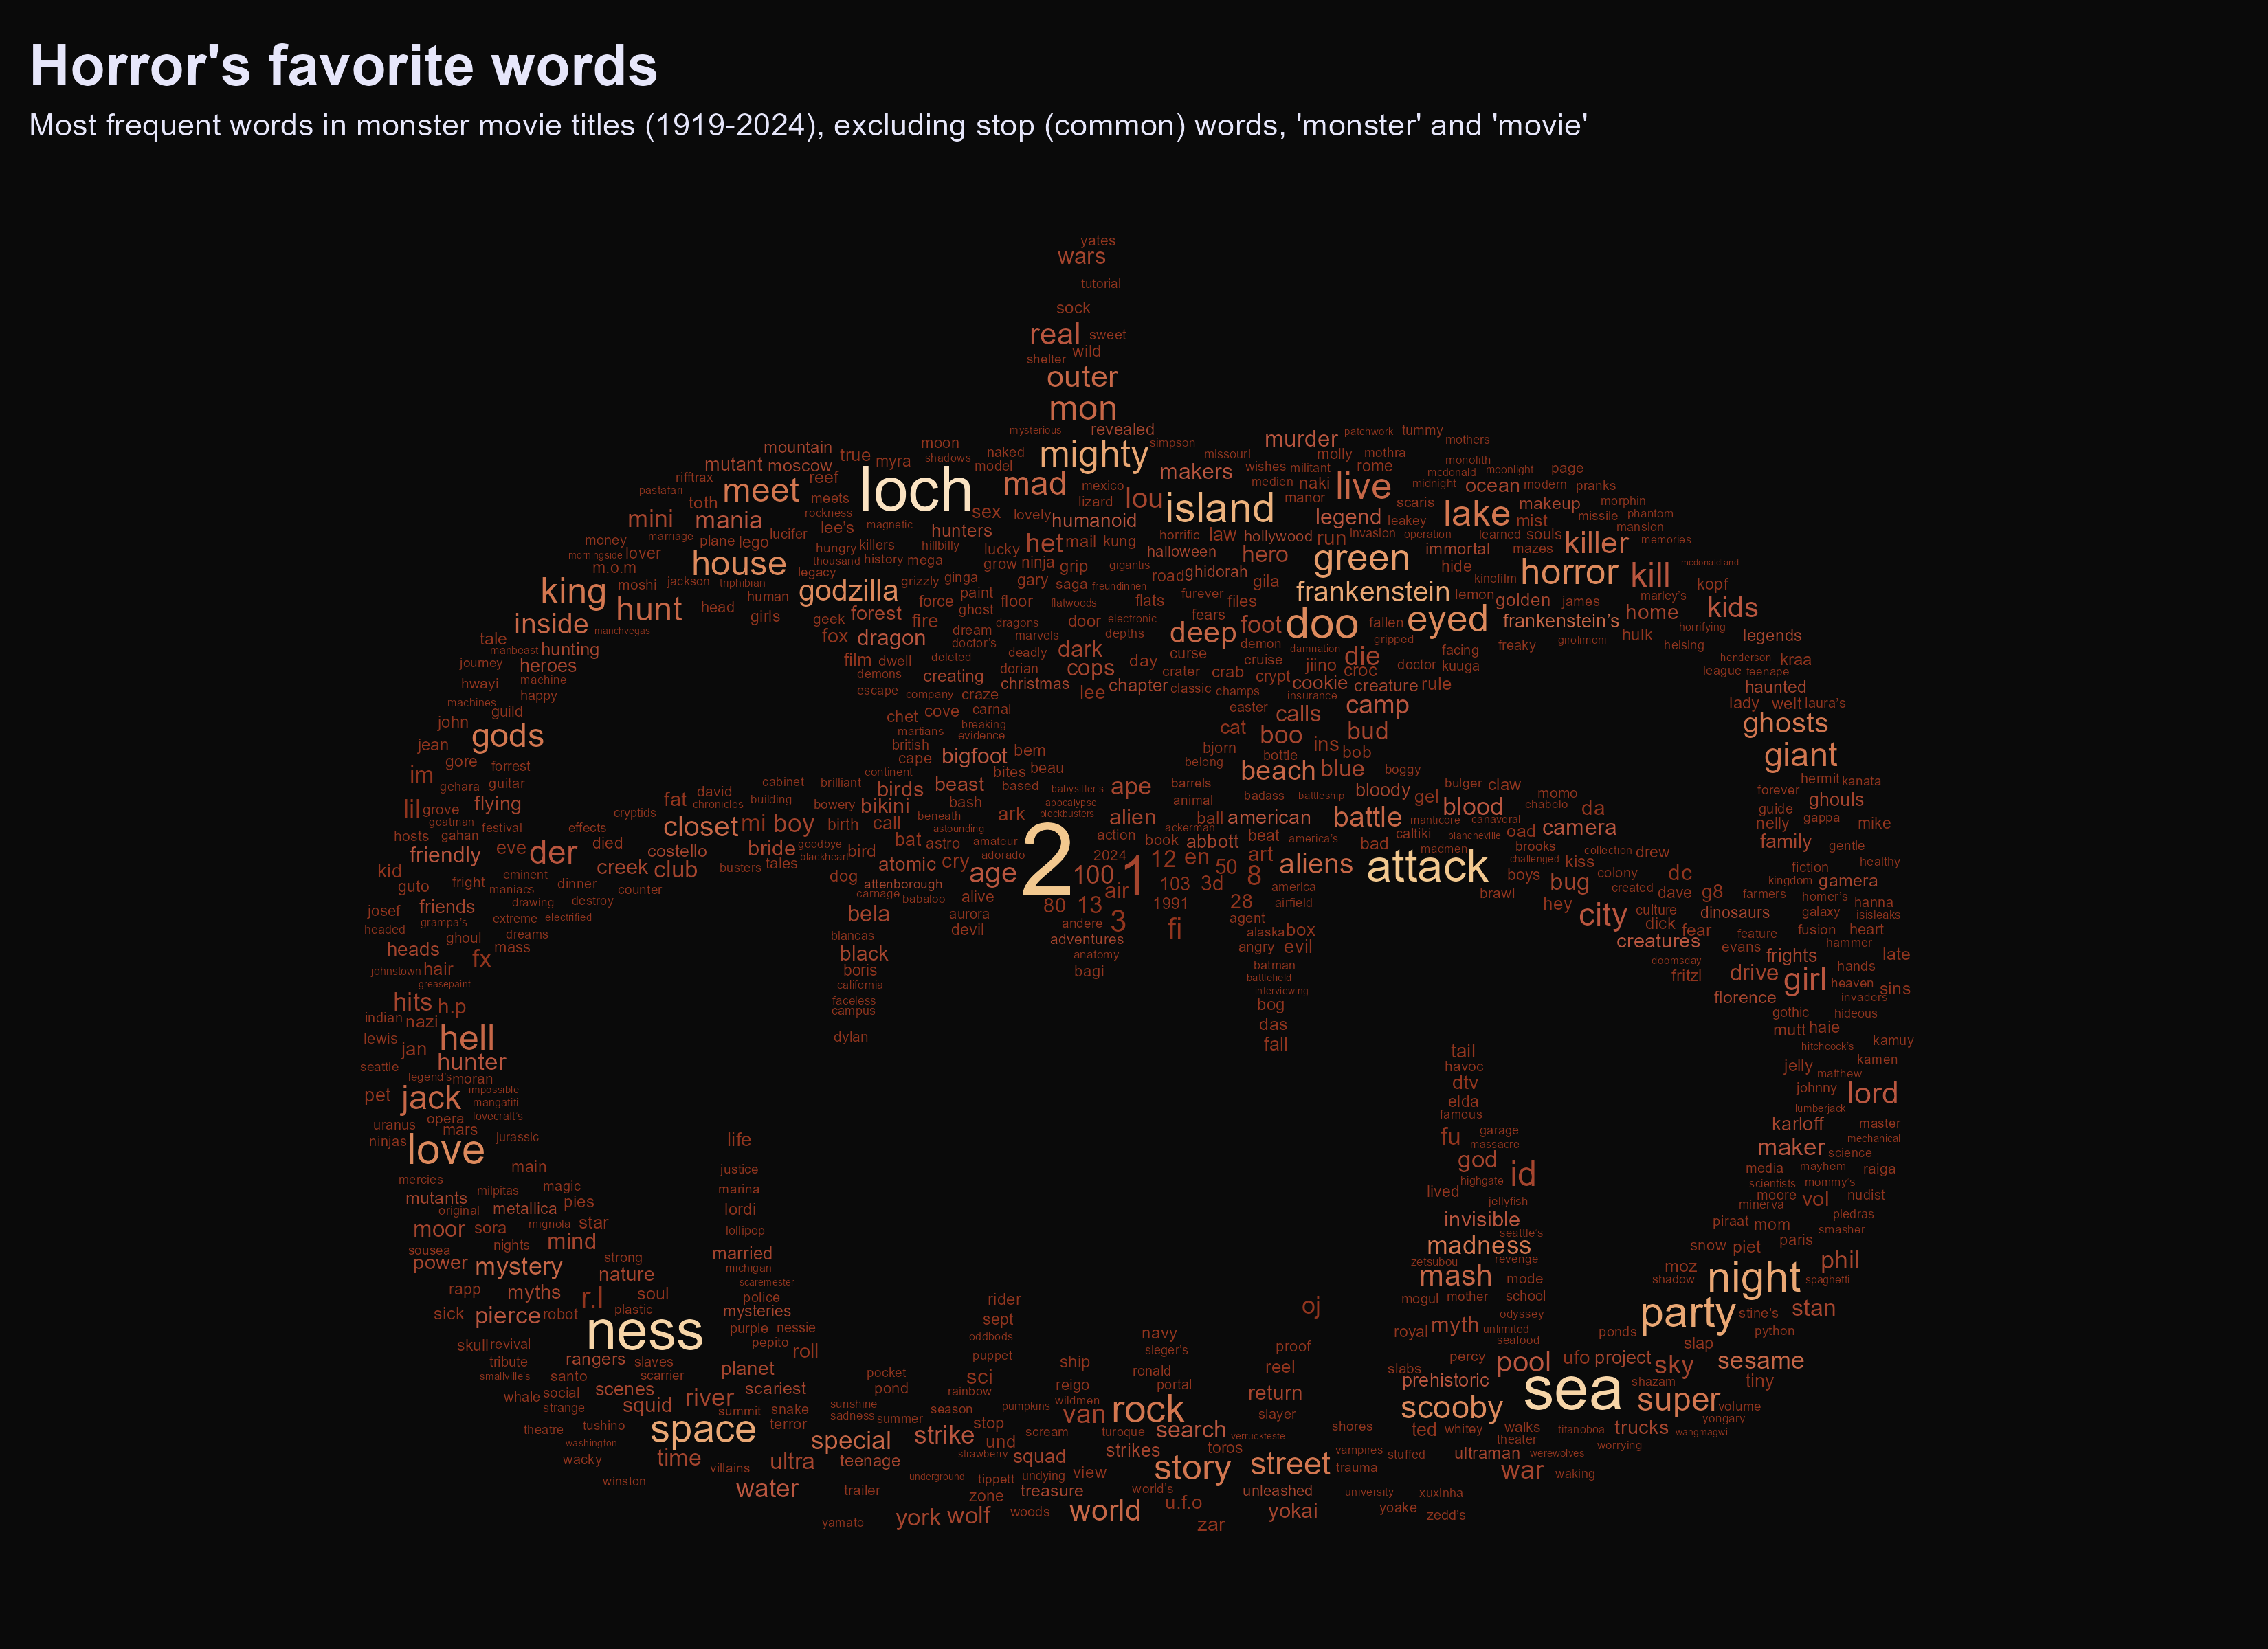 Horror's favorite words
Most frequent words in monster movie titles (1919-2024), excluding stop (common) words, 'monster' and 'movie'
yates
wars
tutorial
sock
real sweet
shelter wild
outer
mon
mysterious revealed
mountain moon naked mighty simpson murder patchwork tummy mothers
mutant moscow true myra shadows model makers missouri wishes militant molly mothra rome monolith
rifftrax reef loch mad mexico medien naki live mcdonald moonlight page
pastafari toth meet meets lizard lou island manor scaris midnight ocean modern pranks
mini mania rockness lee's magnetic sex lovely humanoid legend leakey lake makeup missile morphin phantom
money marriage plane lego lucifer hunters het mail kung horrific law hollywood run invasion operation learned souls mist mansion
morningside lover house hungry killers hillbilly lucky halloween hero green immortal mazes killer memories
m.o.m thousand history mega grow ninja grip gigantis road ghidorah hide horror kill mcdonaldland
king moshi jackson triphibian legacy godzilla grizzly ginga gary saga freundinnen gila frankenstein kinofilm lemon golden james marley's kopf
hunt head human girls geek forest force ghost paint floor flatwoods flats furever files doo eyed frankenstein's home kids
inside manchvegas fox dragon fire dream dragons marvels door electronic depths fears deep foot demon fallen gripped girolimoni hulk horrifying legends
tale manbeast hunting film dwell deleted doctor's deadly dark curse damnation die facing freaky helsing
journey heroes demons creating dorian cops day crater crab cruise crypt jiino croc doctor kuuga henderson kraa
hwayi machine escape company craze christmas lee chapter classic champs cookie creature rule league teenape
machines happy guild chet cove carnal easter insurance camp haunted
john martians breaking evidence cat calls lady welt laura's
jean gods british bigfoot bem bjorn boo ins bud ghosts
gore forrest cape bites beau belong bottle bob giant
im gehara guitar cabinet brilliant continent beast based babysitter's ape barrels beach blue boggy bulger claw hermit kanata
lil grove flying cryptids fat david chronicles building bowery birds bikini bash apocalypse animal badass battleship bloody gel blood momo chabelo da forever ghouls
goatman festival effects closet mi boy birth call beneath ark blockbusters alien ball american battle manticore canaveral camera guide gappa
hosts gahan died costello bride goodbye bird bat astounding astro amateur 2 action ackerman book abbott beat america's bad caltiki blancheville oad brooks collection drew nelly family mike gentle
friendly eve der creek club busters tales blackheart atomic cry adorado 2024 1 12 en 50 art aliens madmen attack challenged kiss colony dc fiction healthy
kid eminent dinner dog attenborough age 100 103 3d 8 america boys bug created dave g8 kingdom gamera
guto fright maniacs counter carnage babaloo alive air 1991 28 airfield brawl hey farmers homer's hanna
josef friends drawing destroy bela aurora 80 13 3 agent city culture dinosaurs galaxy isisleaks
headed grampa's extreme electrified devil andere fi alaska box dick fear feature fusion heart
heads ghoul dreams blancas adventures angry evil creatures evans frights hammer late
johnstown hair fx mass black boris anatomy bagi batman doomsday fritzl drive girl hands heaven sins
greasepaint california battlefield interviewing florence invaders
hits h.p faceless campus bog gothic hideous
indian nazi das mutt haie
lewis jan hell dylan fall tail hitchcock's kamuy
seattle hunter havoc jelly kamen
legend's moran dtv matthew
pet jack impossible mangatiti elda johnny lord
uranus opera lovecraft's famous lumberjack
ninjas mars jurassic life fu garage massacre karloff master mechanical
love main justice god id maker science
mercies magic marina highgate media mayhem raiga
mutants milpitas pies lordi lived jellyfish scientists mommy's moore vol nudist
original metallica minerva
moor sora mignola star lollipop invisible seattle's piraat mom piedras smasher
sousea nights mind strong married madness snow piet paris
power mystery nature michigan scaremester zetsubou revenge mash mode moz shadow night spaghetti phil
rapp myths r.l soul police rider mogul mother school
sick pierce robot plastic mysteries sept oj odyssey party stine's stan
skull revival ness purple nessie pepito oddbods navy sieger's royal myth unlimited seafood ponds slap python
tribute rangers slaves roll puppet ship ronald proof reel percy pool ufo project sky sesame
smallville's santo scarrier planet pocket sci reigo portal slabs prehistoric sea shazam tiny
whale social scenes river scariest pond rainbow wildmen return scooby super volume
strange squid summit snake sunshine sadness summer season pumpkins van rock slayer shores yongary
theatre tushino space terror special strike stop scream turoque search verrückteste ted whitey walks titanoboa trucks wangmagwi
washington und squad strikes toros vampires theater worrying
wacky time villains ultra teenage strawberry story street trauma stuffed ultraman werewolves
winston water underground tippett undying view world's war waking
trailer zone treasure u.f.o unleashed university xuxinha
yamato york wolf woods world zar yokai yoake zedd's